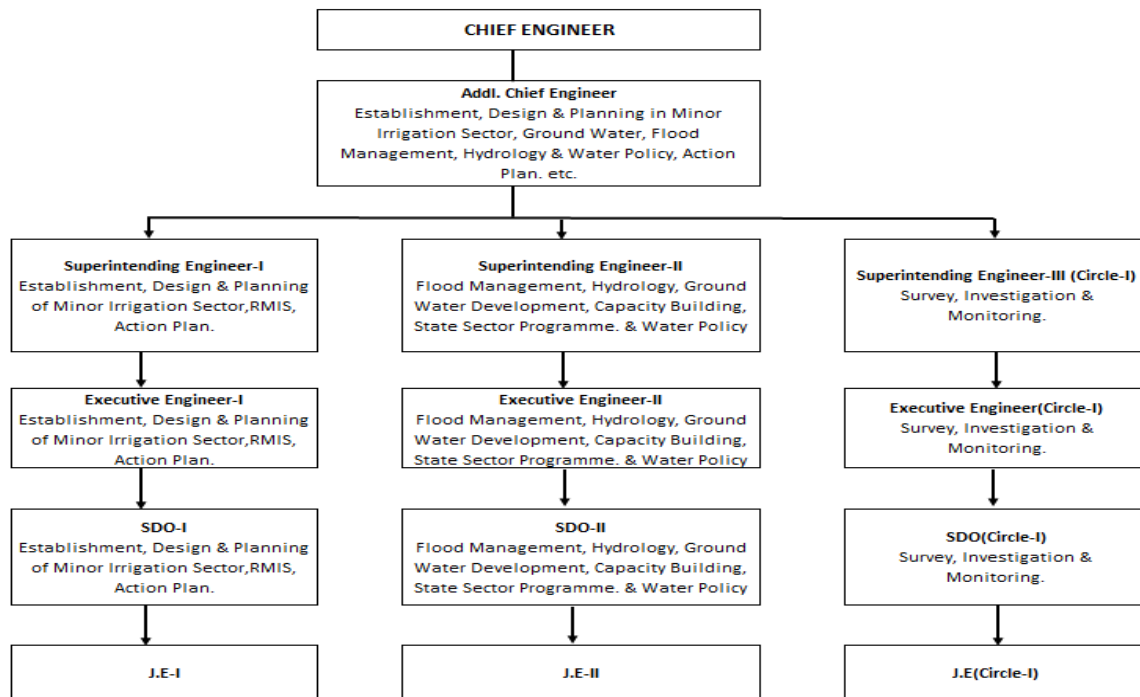 CHIEF ENGINEER
Addl. Chief Engineer
Establishment, Design & Planning in Minor
Irrigation Sector, Ground Water, Flood
Management, Hydrology & Water Policy, Action
Plan. etc.
Superintending Engineer-I
Establishment, Design & Planning
of Minor Irrigation Sector,RMIS,
Action Plan.
Superintending Engineer-II
Flood Management, Hydrology, Ground
Water Development, Capacity Building,
State Sector Programme. & Water Policy
Superintending Engineer-III (Circle-I)
Survey, Investigation &
Monitoring.
Executive Engineer-I
Establishment, Design & Planning
of Minor Irrigation Sector,RMIS,
Action Plan.
Executive Engineer-II
Flood Management, Hydrology, Ground
Water Development, Capacity Building,
State Sector Programme. & Water Policy
Executive Engineer(Circle-I)
Survey, Investigation &
Monitoring.
SDO-I
Establishment, Design & Planning
of Minor Irrigation Sector,RMIS,
Action Plan.
SDO-II
Flood Management, Hydrology, Ground
Water Development, Capacity Building,
State Sector Programme. & Water Policy
SDO(Circle-I)
Survey, Investigation &
Monitoring.
J.E-I
J.E-II
J.E(Circle-I)